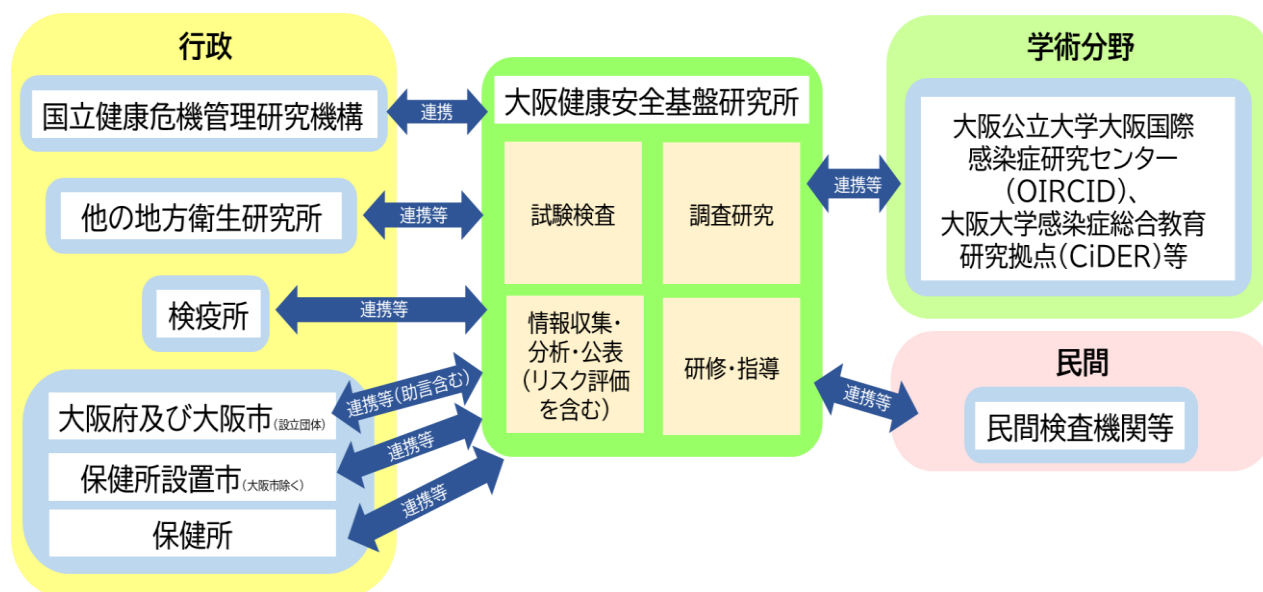 行政
国立健康危機管理研究機構
連携
他の地方衛生研究所
連携等
検疫所
連携等
大阪府及び大阪市(設立団体)
連携等(助言含む)
保健所設置市(大阪市除く)
連携等
保健所
連携等
大阪健康安全基盤研究所
試験検査
調査研究
情報収集・
分析・公表
(リスク評価
を含む)
研修・指導
連携等
学術分野
大阪公立大学大阪国際
感染症研究センター
(OIRCID)、
大阪大学感染症総合教育
研究拠点(CiDER)等
連携等
民間
民間検査機関等